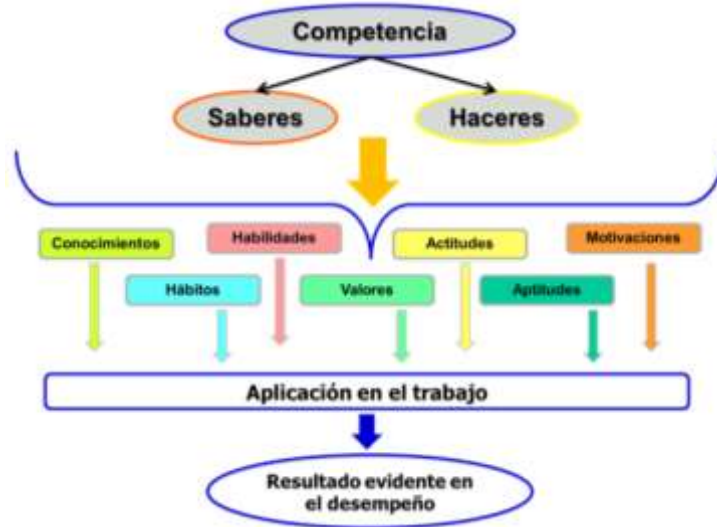 Competencia
Saberes
Haceres
Conocimientos
Habilidades
Actitudes
Motivaciones
Hábitos
Valores
Aptitudes
Aplicación en el trabajo
Resultado evidente en
el desempeño